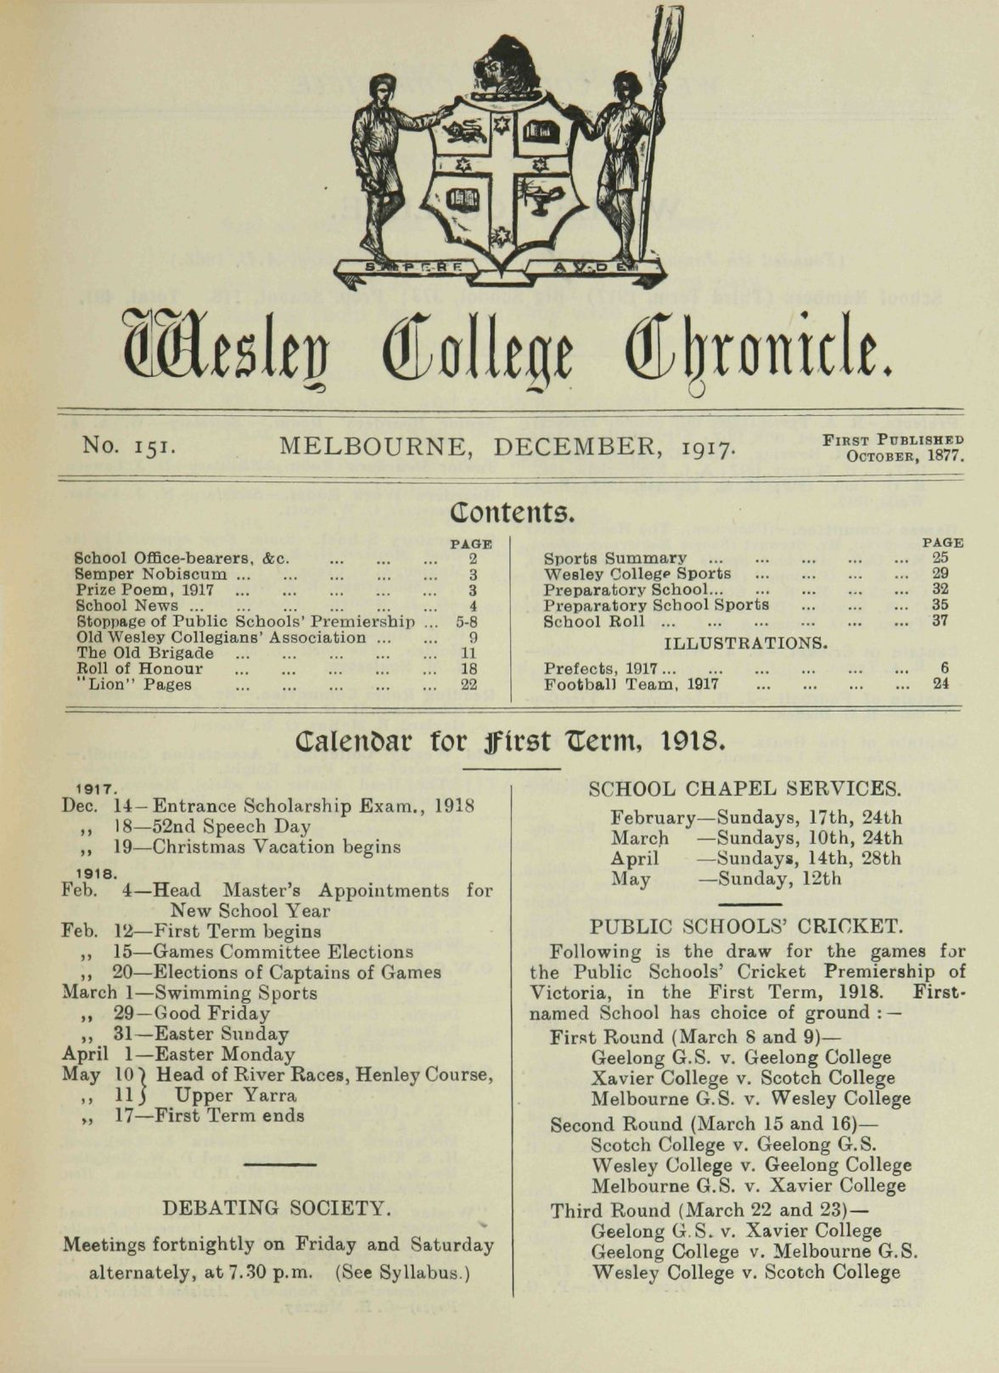 SAPERE AVDE
Wesley College Chronicle.
No. 151. MELBOURNE, DECEMBER, 1917. FIRST PUBLISHED
OCTOBER, 1877.
Contents.
PAGE
School Office-bearers, &c. ... ... ... 2
Semper Nobiscum ... ... ... ... ... 3
Prize Poem, 1917 ... ... ... ... ... 3
School News ... ... ... ... ... ... 4
Stoppage of Public Schools' Premiership ... 5-8
Old Wesley Collegians' Association ... ... 9
The Old Brigade ... ... ... ... ... 11
Roll of Honour ... ... ... ... ... 18
"Lion" Pages ... ... ... ... ... 22
PAGE
Sports Summary ... ... ... ... ... 25
Wesley College Sports ... ... ... ... 29
Preparatory School... ... ... ... ... 32
Preparatory School Sports ... ... ... 35
School Roll ... ... ... ... ... ... 37
ILLUSTRATIONS.
Prefects, 1917 ... ... ... ... ... ... 6
Football Team, 1917 ... ... ... ... 24
Calendar for First Term, 1918.
1917.
Dec. 14—Entrance Scholarship Exam., 1918
,, 18—52nd Speech Day
,, 19—Christmas Vacation begins
1918.
Feb. 4—Head Master's Appointments for
New School Year
Feb. 12—First Term begins
,, 15—Games Committee Elections
,, 20—Elections of Captains of Games
March 1—Swimming Sports
,, 29—Good Friday
,, 31—Easter Sunday
April 1—Easter Monday
May 10} Head of River Races, Henley Course,
,, 11} Upper Yarra
,, 17—First Term ends
DEBATING SOCIETY.
Meetings fortnightly on Friday and Saturday
alternately, at 7.30 p.m. (See Syllabus.)
SCHOOL CHAPEL SERVICES.
February—Sundays, 17th, 24th
March —Sundays, 10th, 24th
April —Sundays, 14th, 28th
May —Sunday, 12th
PUBLIC SCHOOLS' CRICKET.
Following is the draw for the games for
the Public Schools' Cricket Premiership of
Victoria, in the First Term, 1918. First-
named School has choice of ground :—
First Round (March 8 and 9)—
Geelong G.S. v. Geelong College
Xavier College v. Scotch College
Melbourne G.S. v. Wesley College
Second Round (March 15 and 16)—
Scotch College v. Geelong G.S.
Wesley College v. Geelong College
Melbourne G.S. v. Xavier College
Third Round (March 22 and 23)—
Geelong G.S. v. Xavier College
Geelong College v. Melbourne G.S.
Wesley College v. Scotch College